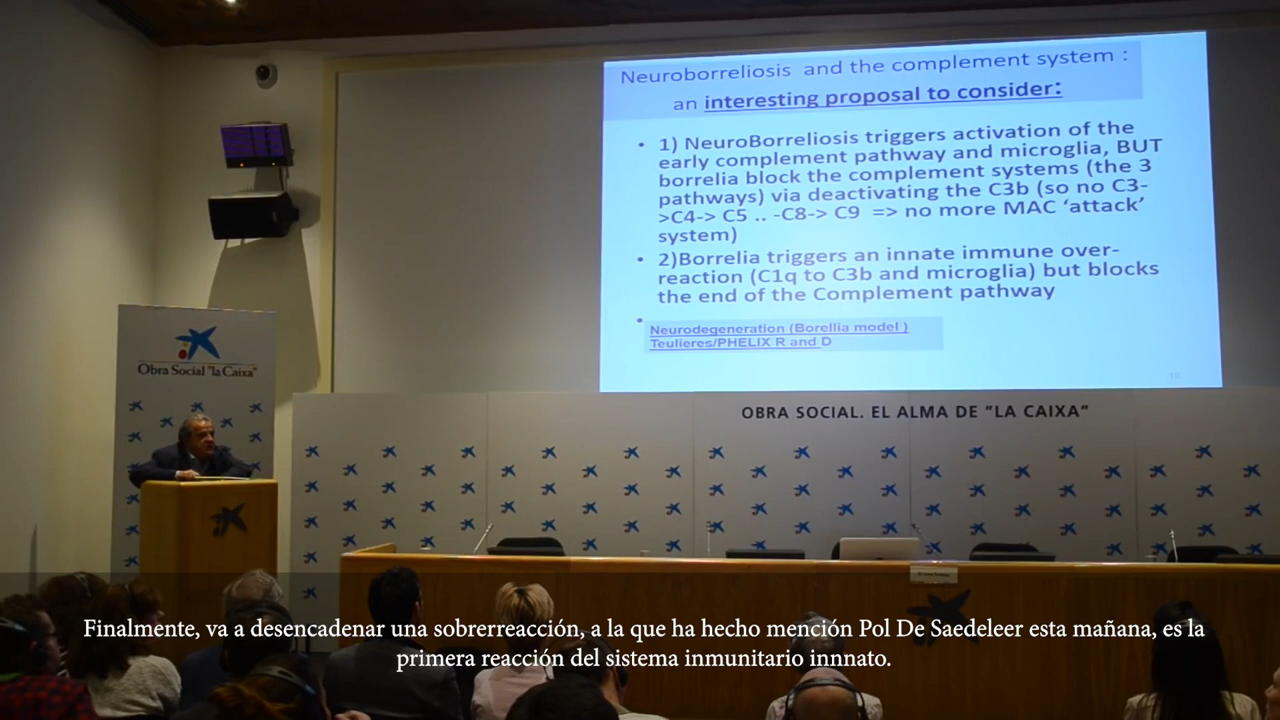 Neuroborreliosis and the complement system :
an interesting proposal to consider:
• 1) NeuroBorreliosis triggers activation of the
early complement pathway and microglia, BUT
borrelia block the complement systems (the 3
pathways) via deactivating the C3b (so no C3-
>C4-> C5 .. -C8-> C9 => no more MAC ‘attack’
system)
• 2)Borrelia triggers an innate immune over-
reaction (C1q to C3b and microglia) but blocks
the end of the Complement pathway
•
Neurodegeneration (Borellia model )
Teulieres/PHELIX R and D
Obra Social "la Caixa"
OBRA SOCIAL. EL ALMA DE "LA CAIXA"
Finalmente, va a desencadenar una sobrerreacción, a la que ha hecho mención Pol De Saedeleer esta mañana, es la
primera reacción del sistema inmunitario innnato.